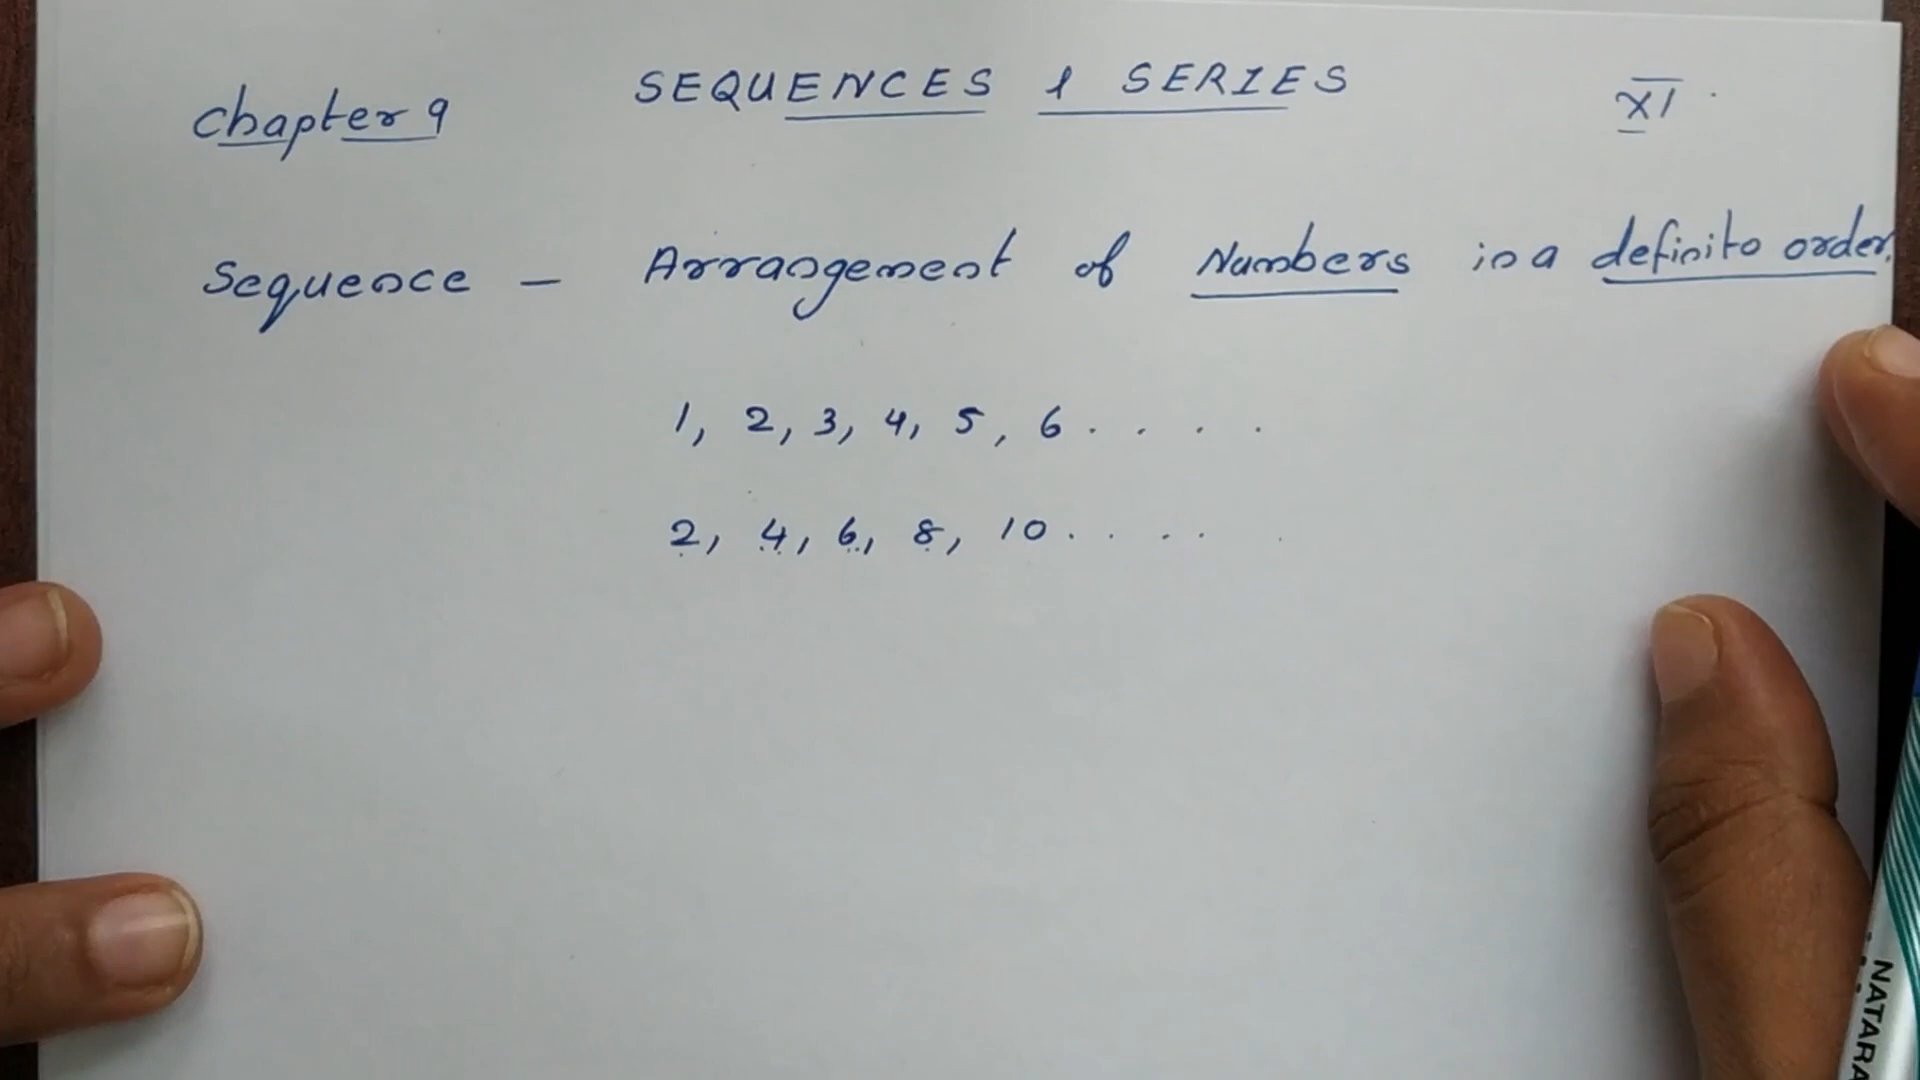 Chapter 9 SEQUENCES & SERIES XI
Sequence - Arrangement of Numbers in a definite order.
1, 2, 3, 4, 5, 6 . . . .
2, 4, 6, 8, 10 . . . .
NATARA